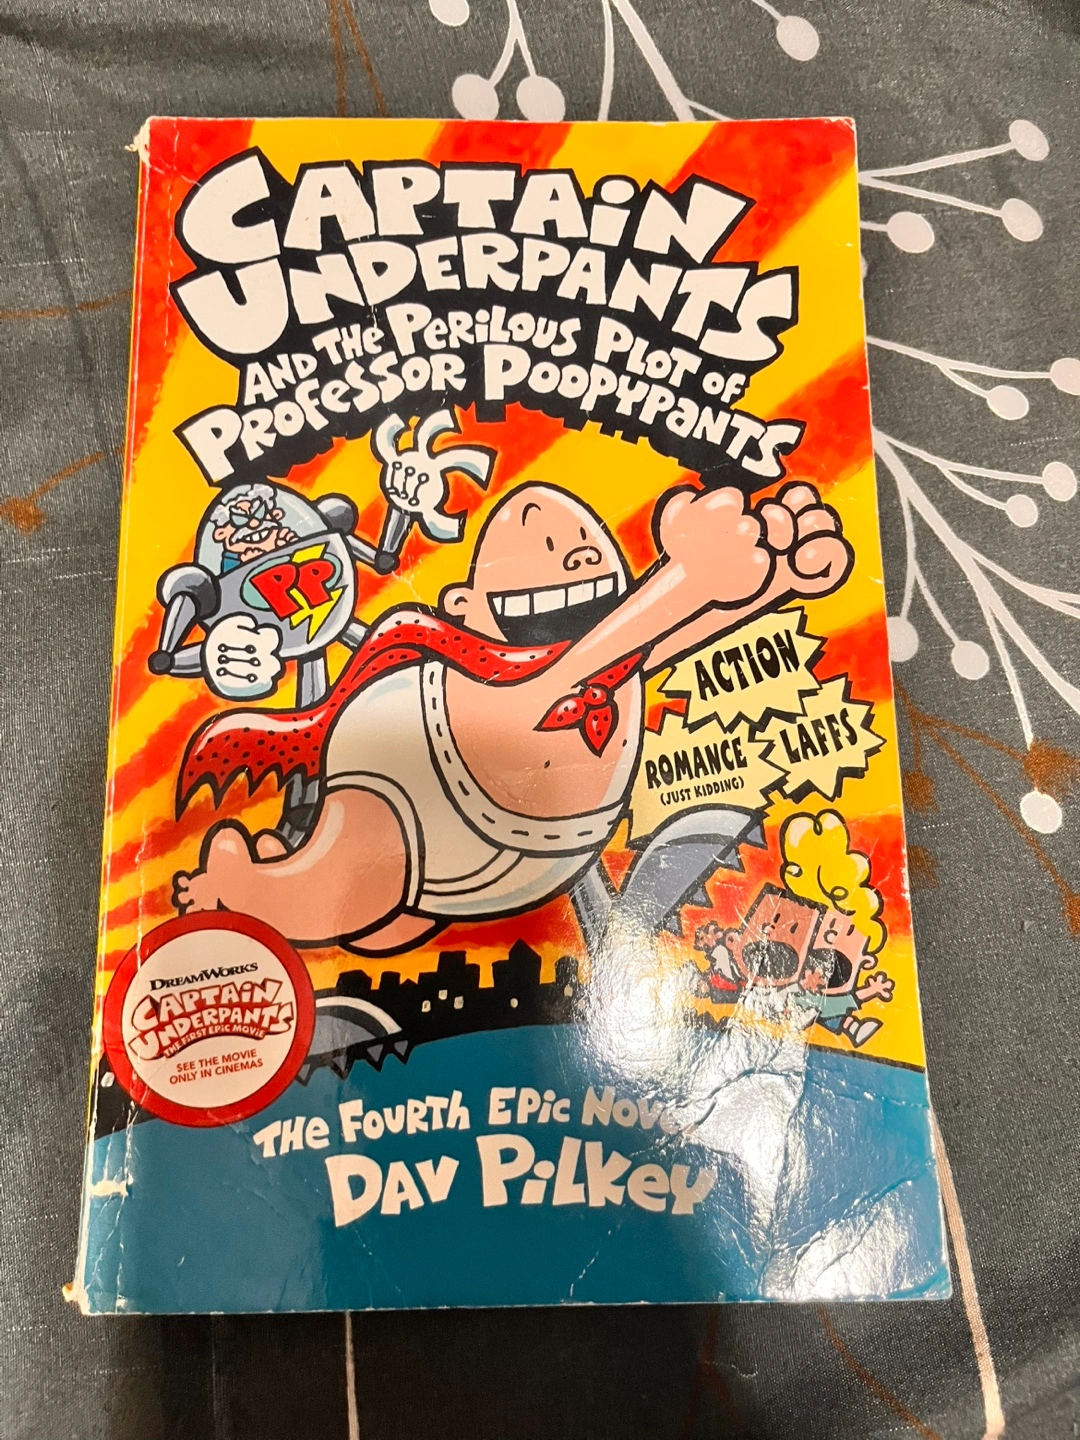 CAPTAIN
UNDERPANTS
AND THE PERILOUS PLOT OF
PROFESSOR POOPYPANTS
PP
ACTION
ROMANCE
(JUST KIDDING)
LAFFS
DREAMWORKS
CAPTAIN
UNDERPANTS
THE FIRST EPIC MOVIE
SEE THE MOVIE
ONLY IN CINEMAS
THE FOURTH EPIC
DAV PILKEY